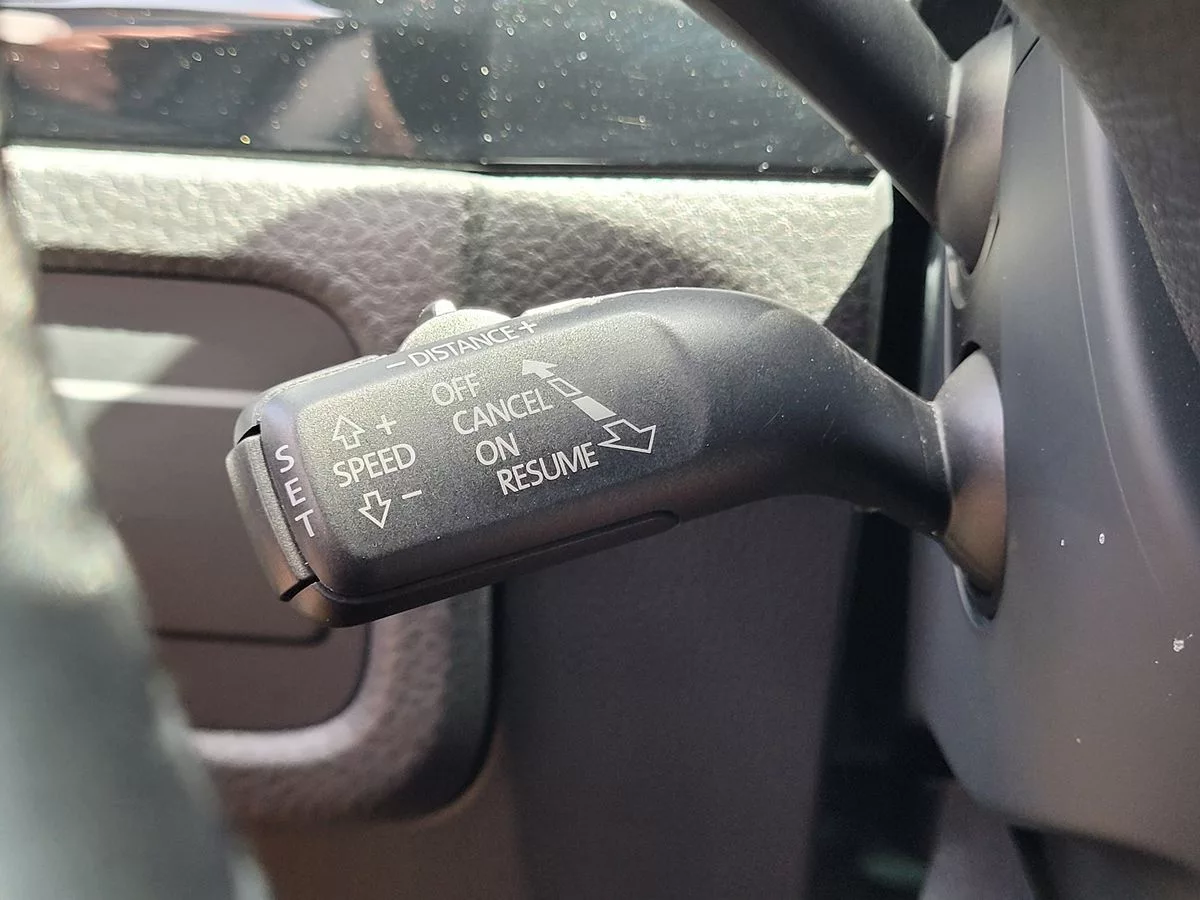 - DISTANCE +
OFF
CANCEL
ON
RESUME
+
SPEED
-
SET